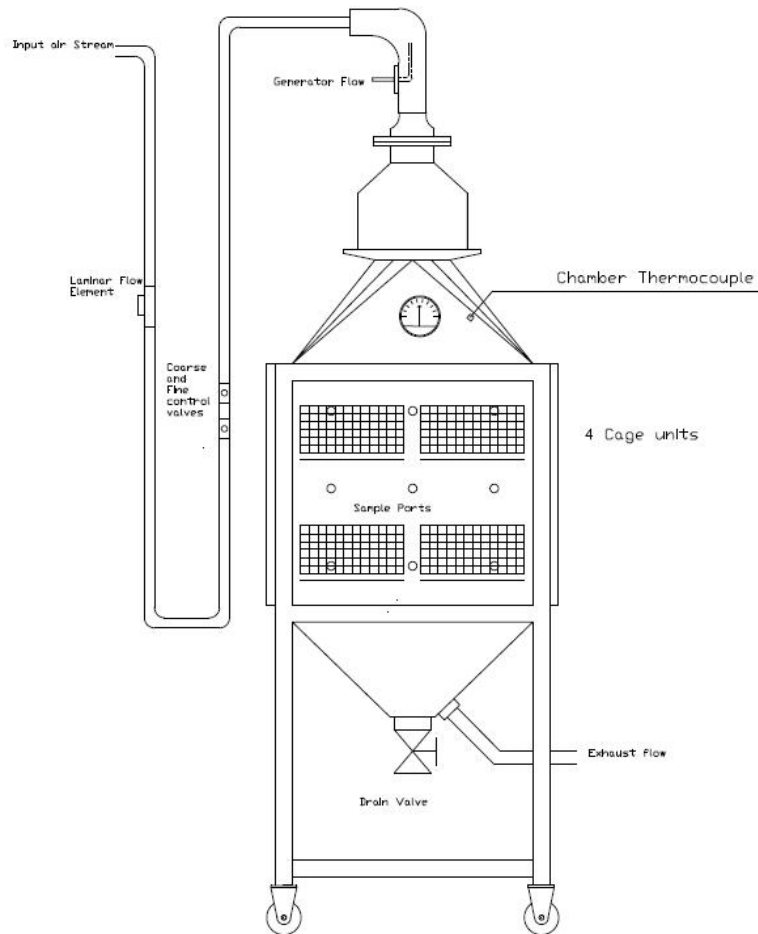 Input air Stream
Generator Flow
Laminar Flow
Element
Chamber Thermocouple
Coarse
and
Fine
control
valves
4 Cage units
Sample Ports
Exhaust flow
Drain Valve